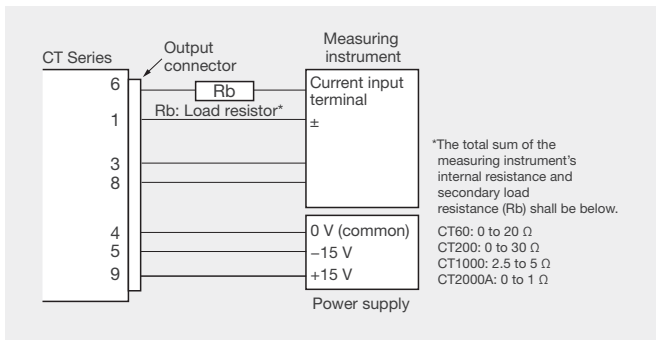 CT Series
Output
connector
Measuring
instrument
6
Rb
Current input
terminal
Rb: Load resistor*
1
±
3
8
*The total sum of the
measuring instrument's
internal resistance and
secondary load
resistance (Rb) shall be below.
CT60: 0 to 20 Ω
CT200: 0 to 30 Ω
CT1000: 2.5 to 5 Ω
CT2000A: 0 to 1 Ω
4
0 V (common)
5
−15 V
9
+15 V
Power supply